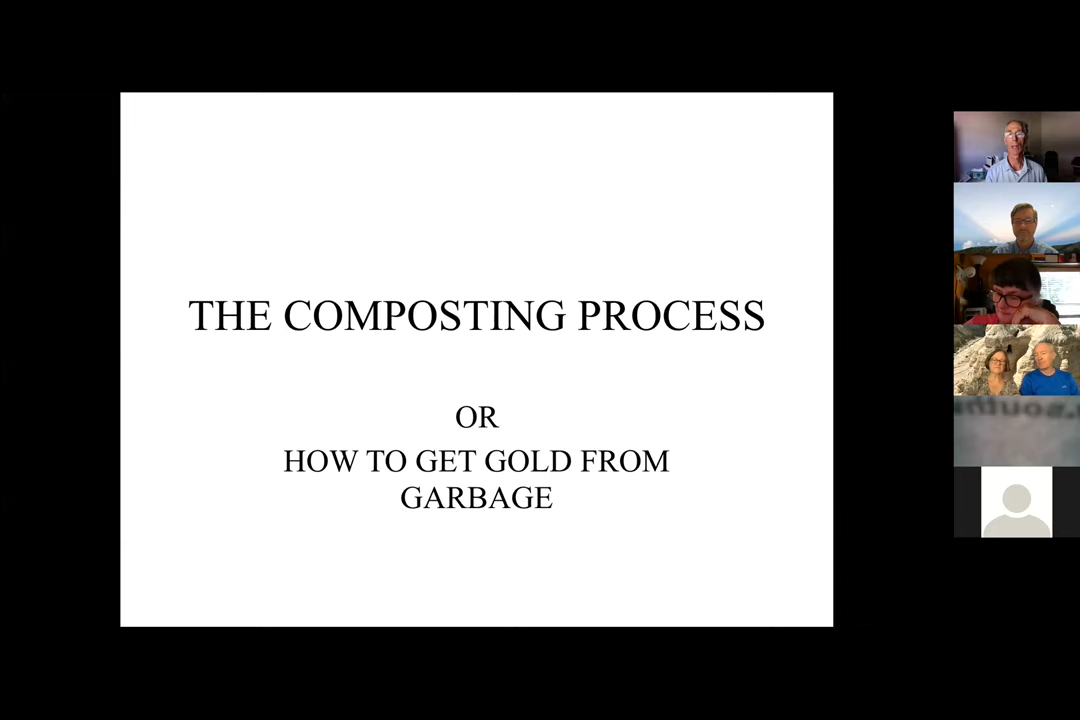 THE COMPOSTING PROCESS
OR
HOW TO GET GOLD FROM
GARBAGE